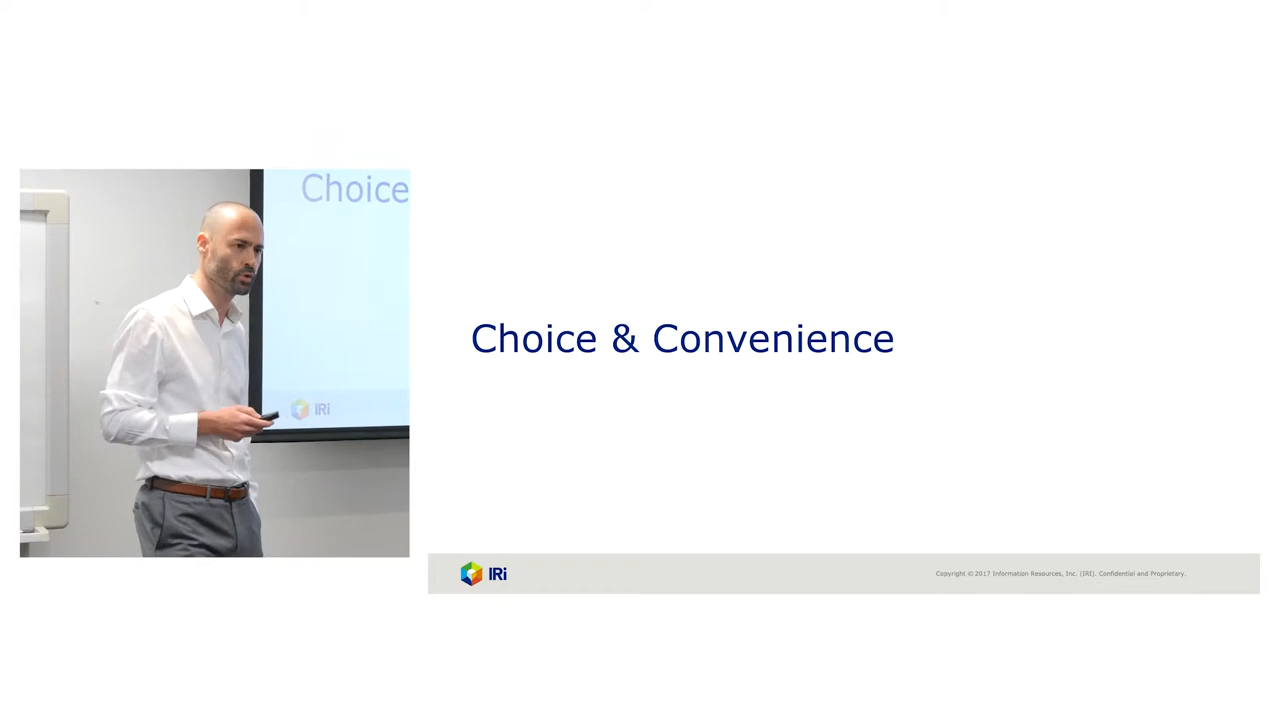 Choice
IRi
Choice & Convenience
IRi
Copyright © 2017 Information Resources, Inc. (IRI). Confidential and Proprietary.